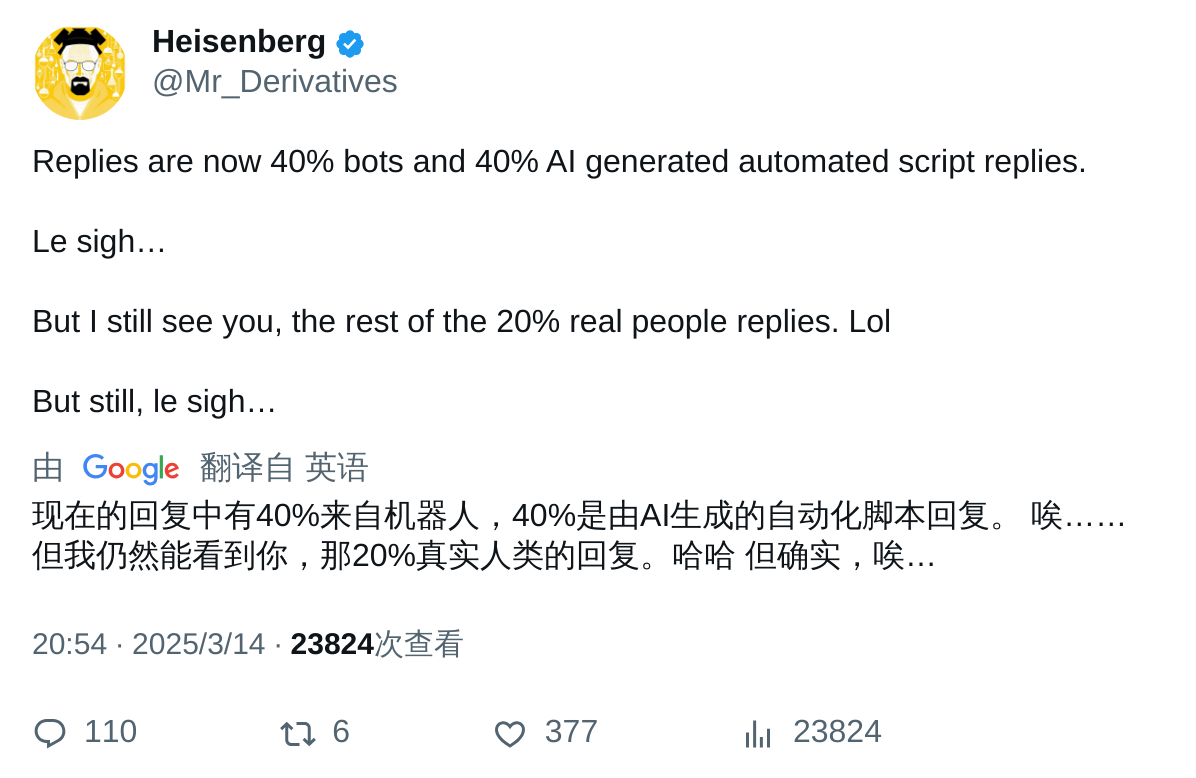 Heisenberg
@Mr_Derivatives
Replies are now 40% bots and 40% AI generated automated script replies.
Le sigh…
But I still see you, the rest of the 20% real people replies. Lol
But still, le sigh…
由 Google 翻译自 英语
现在的回复中有40%来自机器人，40%是由AI生成的自动化脚本回复。 唉……
但我仍然能看到你，那20%真实人类的回复。哈哈 但确实，唉…
20:54 · 2025/3/14 · 23824次查看
110 6 377 23824